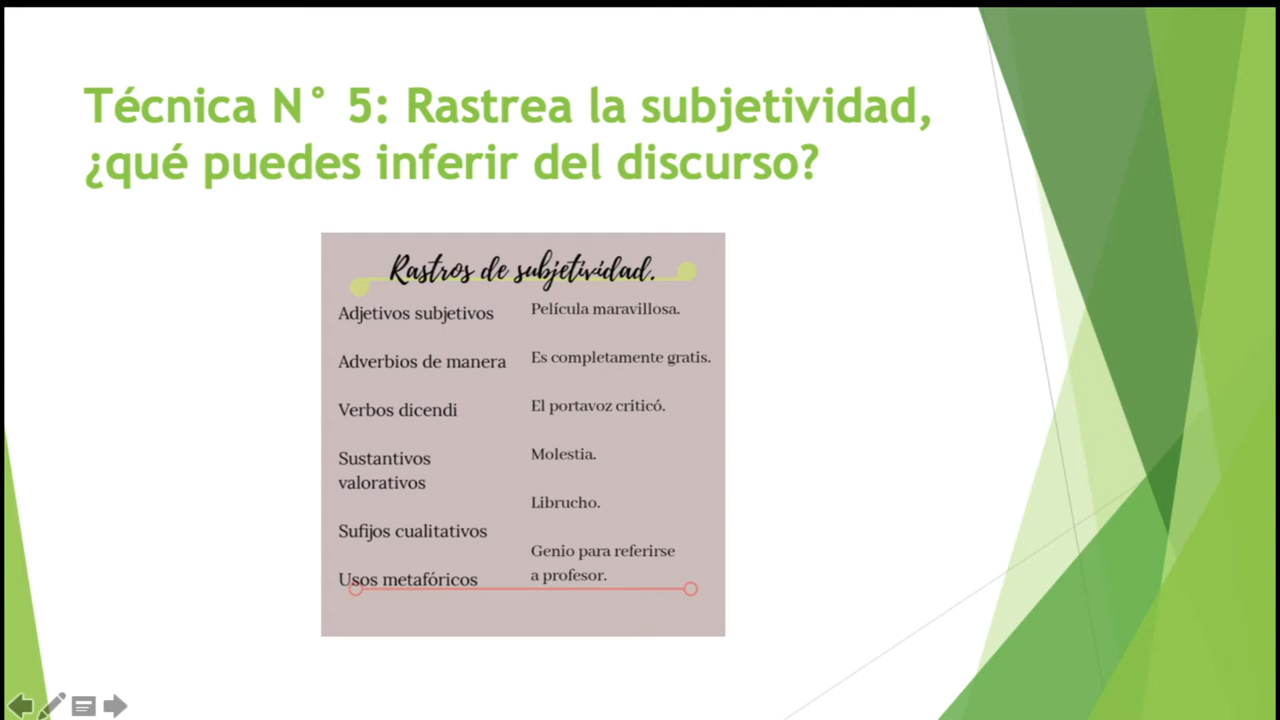 Técnica N° 5: Rastrea la subjetividad,
¿qué puedes inferir del discurso?
Rastros de subjetividad.
Adjetivos subjetivos
Película maravillosa.
Adverbios de manera
Es completamente gratis.
Verbos dicendi
El portavoz criticó.
Sustantivos
valorativos
Molestia.
Sufijos cualitativos
Librucho.
Usos metafóricos
Genio para referirse
a profesor.